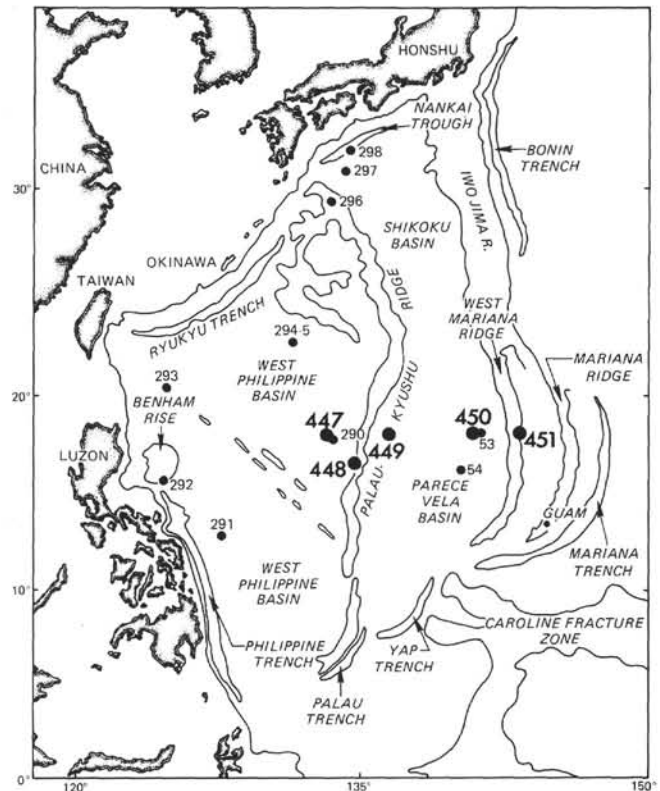 HONSHU
NANKAI
TROUGH
298
BONIN
TRENCH
CHINA
297
30°
296
IWO JIMA R.
SHIKOKU
BASIN
OKINAWA
TAIWAN
RIDGE
WEST
MARIANA
RIDGE
RYUKYU TRENCH
294-5
MARIANA
RIDGE
WEST
PHILIPPINE
BASIN
293
20°
BENHAM
RISE
KYUSHU
447
290
450
53
451
449
LUZON
448
54
292
PALAU-
PARECE
VELA
BASIN
GUAM
291
MARIANA
TRENCH
WEST
PHILIPPINE
BASIN
10°
CAROLINE FRACTURE
ZONE
PHILIPPINE
TRENCH
YAP
TRENCH
PALAU
TRENCH
0°
120°
135°
150°